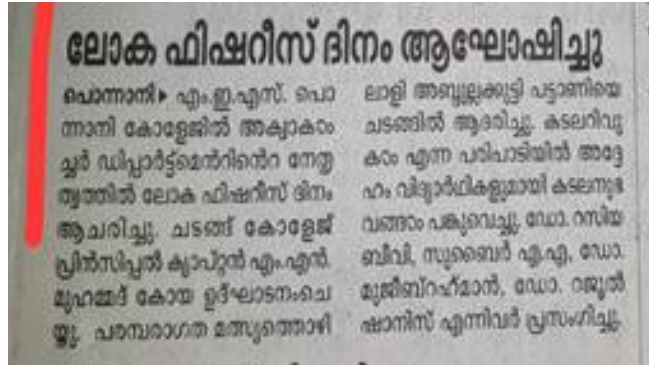 ലോക ഫിഷറീസ് ദിനം ആഘോഷിച്ചു
പൊന്നാനി▸ എം.ഇ.എസ്. പൊ
ന്നാനി കോളേജിൽ അക്വാകൾ
ച്ചർ ഡിപ്പാർട്ട്മെൻറിൻെറ നേതൃ
ത്വത്തിൽ ലോക ഫിഷറീസ് ദിനം
ആചരിച്ചു. ചടങ്ങ് കോളേജ്
പ്രിൻസിപ്പൽ ക്യാപ്റ്റൻ എം.എൻ.
മുഹമ്മദ് കോയ ഉദ്ഘാടനംചെ
യ്തു. പരമ്പരാഗത മത്സ്യത്തൊഴി
ലാളി അബ്ദുല്ലക്കുട്ടി പട്ടാണിയെ
ചടങ്ങിൽ ആദരിച്ചു. കടലറിവു
കൾ എന്ന പരിപാടിയിൽ അദ്ദേ
ഹം വിദ്യാർഥികളുമായി കടലനുഭ
വങ്ങൾ പങ്കുവെച്ചു. ഡോ. റസിയ
ബീവി, സുബൈർ എ.എ, ഡോ.
മുജീബ്റഹ്മാൻ, ഡോ. റജൂൽ
ഷാനിസ് എന്നിവർ പ്രസംഗിച്ചു.